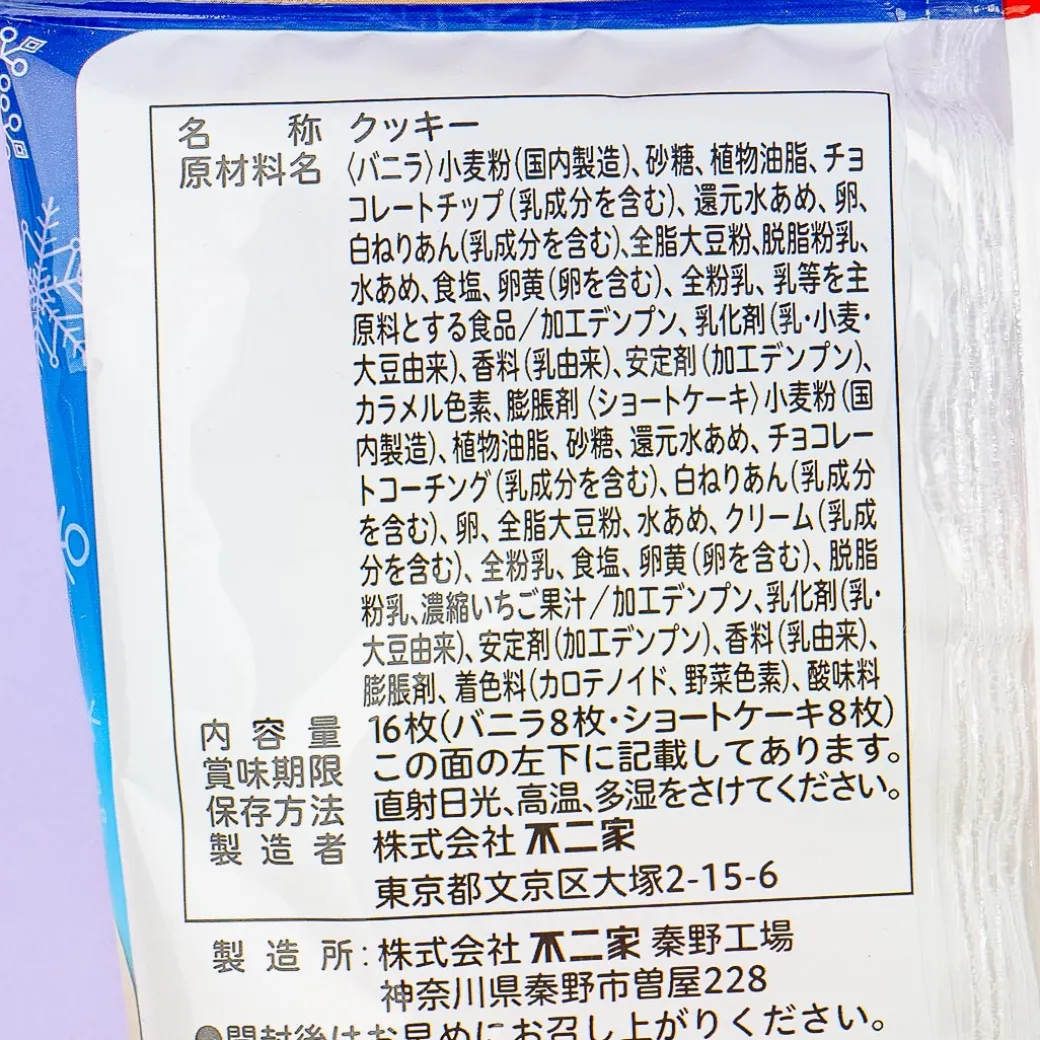 名称 クッキー
原材料名 〈バニラ〉小麦粉(国内製造)、砂糖、植物油脂、チョ
コレートチップ(乳成分を含む)、還元水あめ、卵、
白ねりあん(乳成分を含む)、全脂大豆粉、脱脂粉乳、
水あめ、食塩、卵黄(卵を含む)、全粉乳、乳等を主
原料とする食品/加工デンプン、乳化剤(乳・小麦・
大豆由来)、香料(乳由来)、安定剤(加工デンプン)、
カラメル色素、膨脹剤〈ショートケーキ〉小麦粉(国
内製造)、植物油脂、砂糖、還元水あめ、チョコレー
トコーチング(乳成分を含む)、白ねりあん(乳成分
を含む)、卵、全脂大豆粉、水あめ、クリーム(乳成
分を含む)、全粉乳、食塩、卵黄(卵を含む)、脱脂
粉乳、濃縮いちご果汁/加工デンプン、乳化剤(乳・
大豆由来)、安定剤(加工デンプン)、香料(乳由来)、
膨脹剤、着色料(カロテノイド、野菜色素)、酸味料
内容量 16枚(バニラ8枚・ショートケーキ8枚)
賞味期限 この面の左下に記載してあります。
保存方法 直射日光、高温、多湿をさけてください。
製造者 株式会社 不二家
東京都文京区大塚2-15-6
製造所:株式会社 不二家 秦野工場
神奈川県秦野市曽屋228
●開封後はお早めにお召し上がりください。